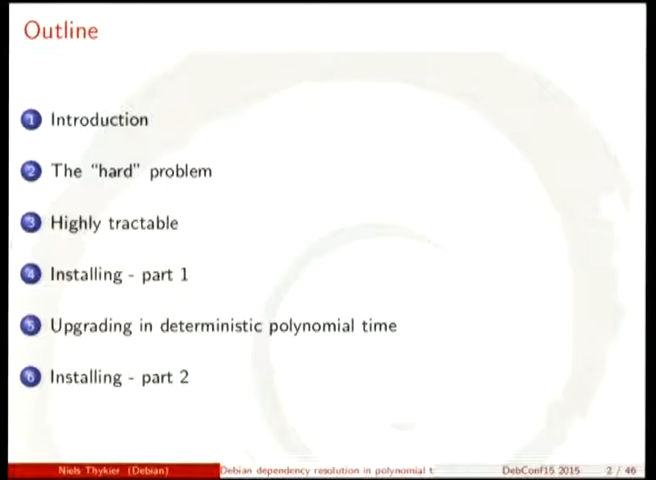 Outline
1 Introduction
2 The "hard" problem
3 Highly tractable
4 Installing - part 1
5 Upgrading in deterministic polynomial time
6 Installing - part 2
Niels Thykier (Debian) Debian dependency resolution in polynomial t DebConf15 2015 2 / 46